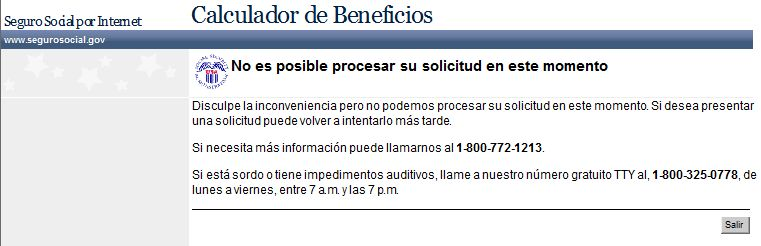 Seguro Social por Internet
Calculador de Beneficios
www.segurosocial.gov
No es posible procesar su solicitud en este momento
Disculpe la inconveniencia pero no podemos procesar su solicitud en este momento. Si desea presentar
una solicitud puede volver a intentarlo más tarde.
Si necesita más información puede llamarnos al 1-800-772-1213.
Si está sordo o tiene impedimentos auditivos, llame a nuestro número gratuito TTY al, 1-800-325-0778, de
lunes a viernes, entre 7 a.m. y las 7 p.m.
Salir